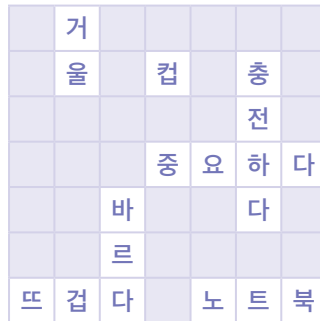 거
울 컵 충
전
중 요 하 다
바 다
르
뜨 겁 다 노 트 북